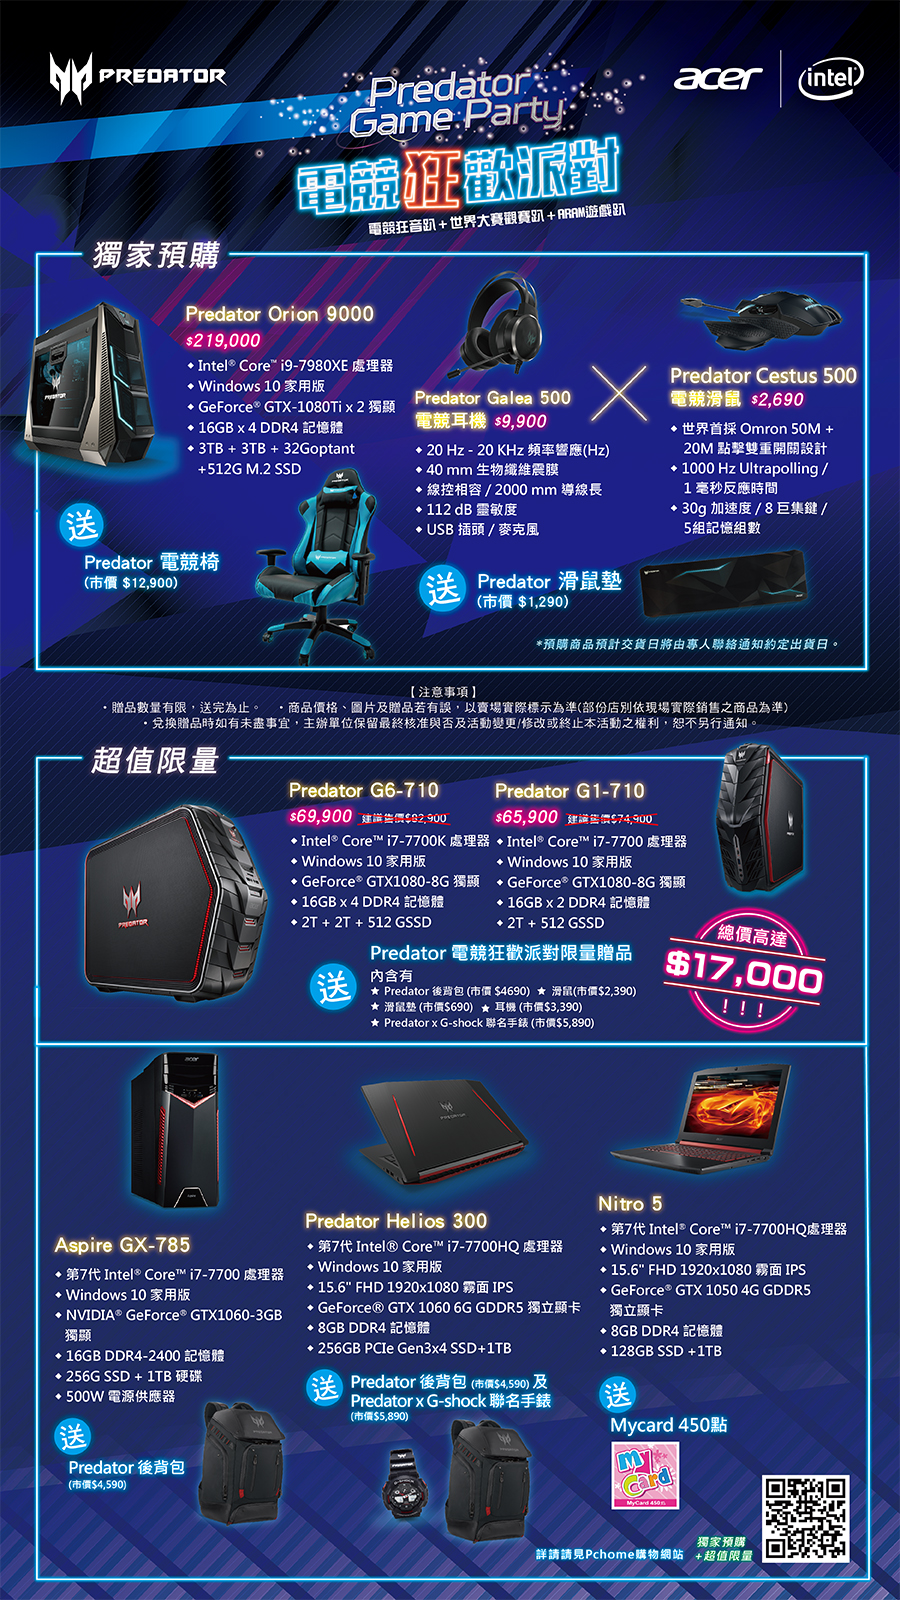 PREDATOR
acer
intel
Predator
Game Party
電競狂歡派對
電競狂音趴+世界大賽觀賽趴+ARAM遊戲趴
獨家預購
Predator Orion 9000
$219,000
◆ Intel® Core™ i9-7980XE 處理器
◆ Windows 10 家用版
◆ GeForce® GTX-1080Ti x 2 獨顯
◆ 16GB x 4 DDR4 記憶體
◆ 3TB + 3TB + 32Goptant
+512G M.2 SSD
送
Predator 電競椅
(市價 $12,900)
Predator Galea 500
電競耳機 $9,900
◆ 20 Hz - 20 KHz 頻率響應(Hz)
◆ 40 mm 生物纖維震膜
◆ 線控相容 / 2000 mm 導線長
◆ 112 dB 靈敏度
◆ USB 插頭 / 麥克風
Predator Cestus 500
電競滑鼠 $2,690
◆ 世界首採 Omron 50M +
20M 點擊雙重開關設計
◆ 1000 Hz Ultrapolling /
1 毫秒反應時間
◆ 30g 加速度 / 8 巨集鍵 /
5組記憶組數
送
Predator 滑鼠墊
(市價 $1,290)
*預購商品預計交貨日將由專人聯絡通知約定出貨日。
【注意事項】
・贈品數量有限，送完為止。 ・商品價格、圖片及贈品若有誤，以賣場實際標示為準(部份店別依現場實際銷售之商品為準)
・兌換贈品時如有未盡事宜，主辦單位保留最終核准與否及活動變更/修改或終止本活動之權利，恕不另行通知。
超值限量
Predator G6-710
$69,900 建議售價$82,900
◆ Intel® Core™ i7-7700K 處理器
◆ Windows 10 家用版
◆ GeForce® GTX1080-8G 獨顯
◆ 16GB x 4 DDR4 記憶體
◆ 2T + 2T + 512 GSSD
Predator G1-710
$65,900 建議售價$74,900
◆ Intel® Core™ i7-7700 處理器
◆ Windows 10 家用版
◆ GeForce® GTX1080-8G 獨顯
◆ 16GB x 2 DDR4 記憶體
◆ 2T + 512 GSSD
PREDATOR
送
Predator 電競狂歡派對限量贈品
內含有
★ Predator 後背包 (市價 $4690) ★ 滑鼠(市價$2,390)
★ 滑鼠墊 (市價$690) ★ 耳機 (市價$3,390)
★ Predator x G-shock 聯名手錶 (市價$5,890)
總價高達
$17,000
!!!
Aspire GX-785
◆ 第7代 Intel® Core™ i7-7700 處理器
◆ Windows 10 家用版
◆ NVIDIA® GeForce® GTX1060-3GB
獨顯
◆ 16GB DDR4-2400 記憶體
◆ 256G SSD + 1TB 硬碟
◆ 500W 電源供應器
送
Predator 後背包
(市價$4,590)
Predator Helios 300
◆ 第7代 Intel® Core™ i7-7700HQ 處理器
◆ Windows 10 家用版
◆ 15.6" FHD 1920x1080 霧面 IPS
◆ GeForce® GTX 1060 6G GDDR5 獨立顯卡
◆ 8GB DDR4 記憶體
◆ 256GB PCIe Gen3x4 SSD+1TB
送
Predator 後背包 (市價$4,590) 及
Predator x G-shock 聯名手錶
(市價$5,890)
Nitro 5
◆ 第7代 Intel® Core™ i7-7700HQ處理器
◆ Windows 10 家用版
◆ 15.6" FHD 1920x1080 霧面 IPS
◆ GeForce® GTX 1050 4G GDDR5
獨立顯卡
◆ 8GB DDR4 記憶體
◆ 128GB SSD +1TB
送
Mycard 450點
My
Card
MyCard 450點
詳請請見Pchome購物網站
獨家預購
+超值限量